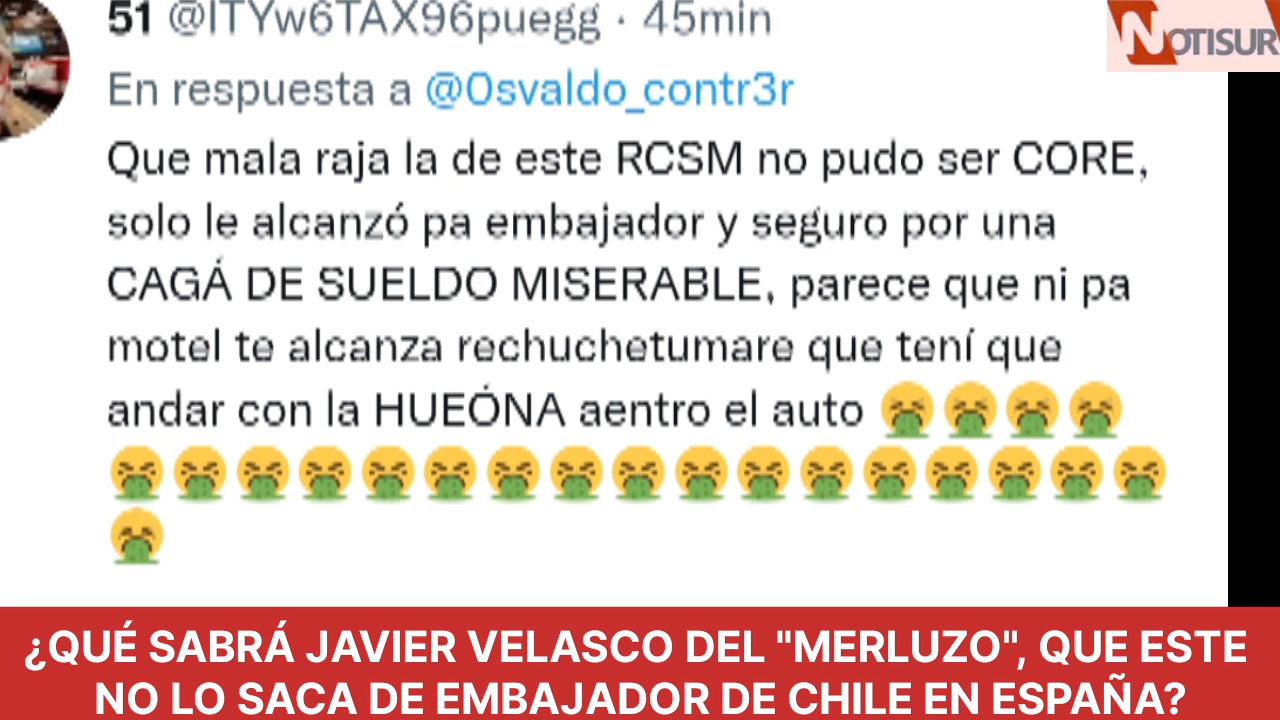 51 @ITYw6TAX96puegg · 45min
NOTISUR
En respuesta a @Osvaldo_contr3r
Que mala raja la de este RCSM no pudo ser CORE,
solo le alcanzó pa embajador y seguro por una
CAGÁ DE SUELDO MISERABLE, parece que ni pa
motel te alcanza rechuchetumare que tení que
andar con la HUEÓNA aentro el auto 🤮🤮🤮🤮
🤮🤮🤮🤮🤮🤮🤮🤮🤮🤮🤮🤮🤮🤮🤮🤮🤮
🤮
¿QUÉ SABRÁ JAVIER VELASCO DEL "MERLUZO", QUE ESTE
NO LO SACA DE EMBAJADOR DE CHILE EN ESPAÑA?